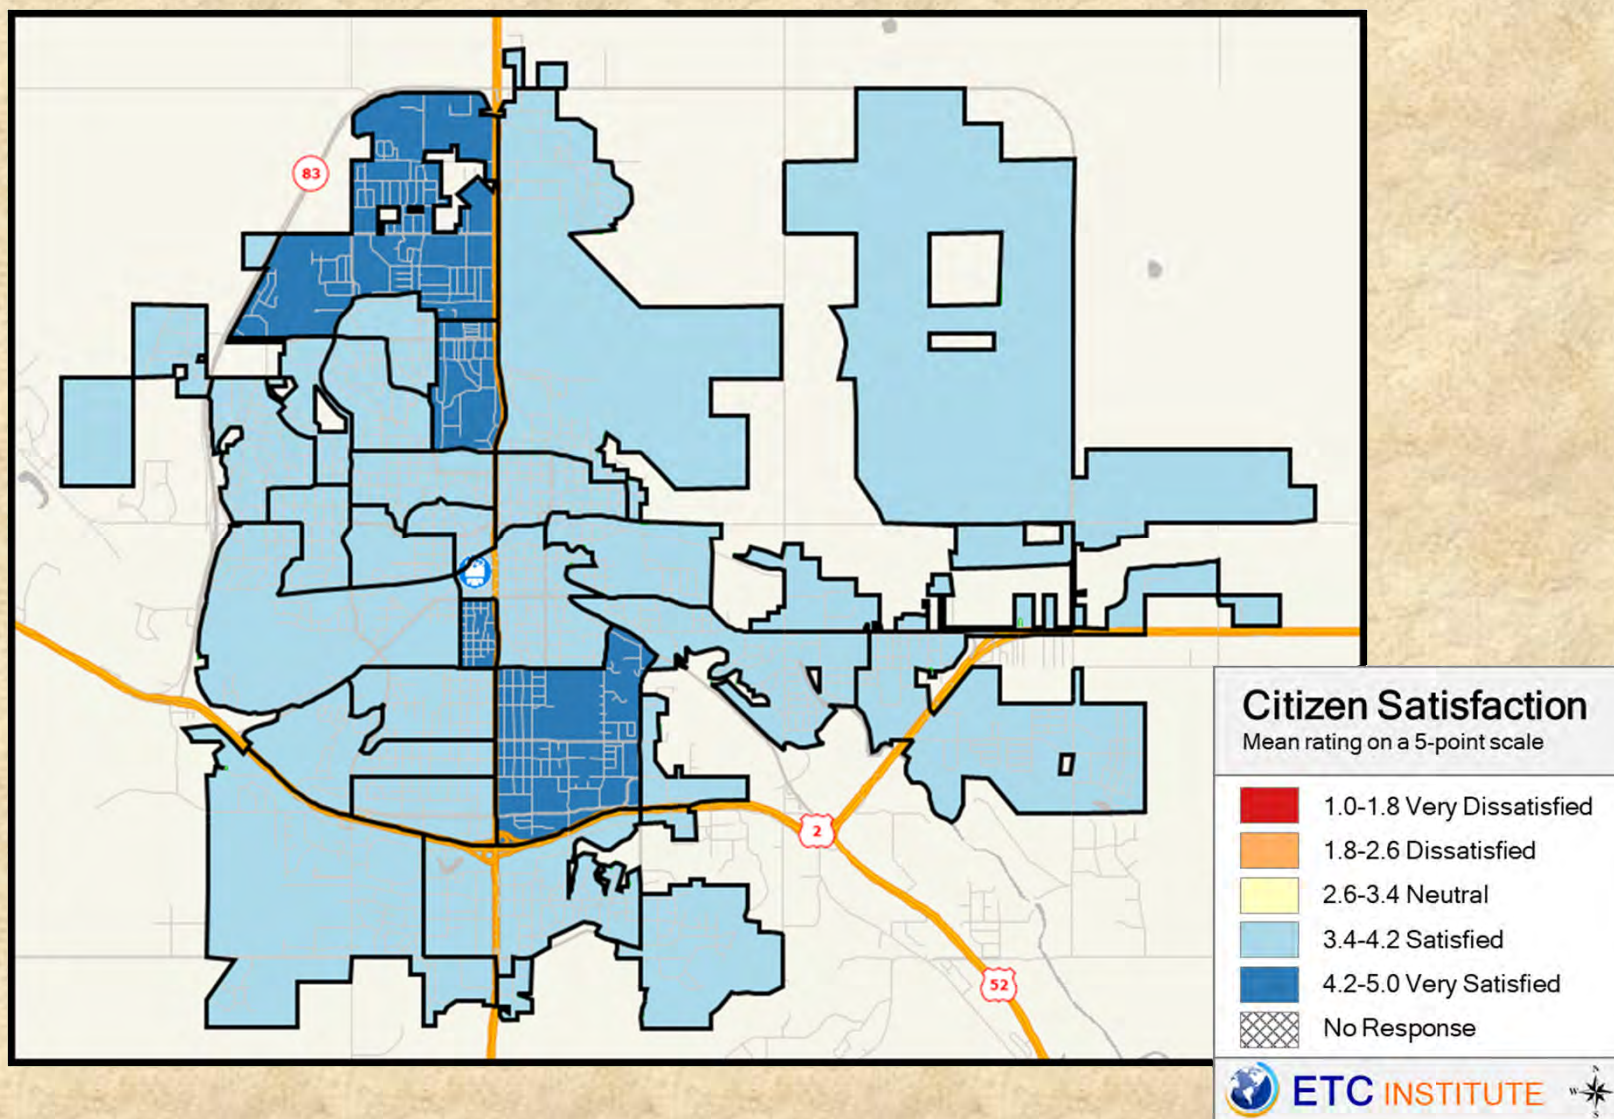 83
2
52
Citizen Satisfaction
Mean rating on a 5-point scale
1.0-1.8 Very Dissatisfied
1.8-2.6 Dissatisfied
2.6-3.4 Neutral
3.4-4.2 Satisfied
4.2-5.0 Very Satisfied
No Response
ETC INSTITUTE
N
W
S